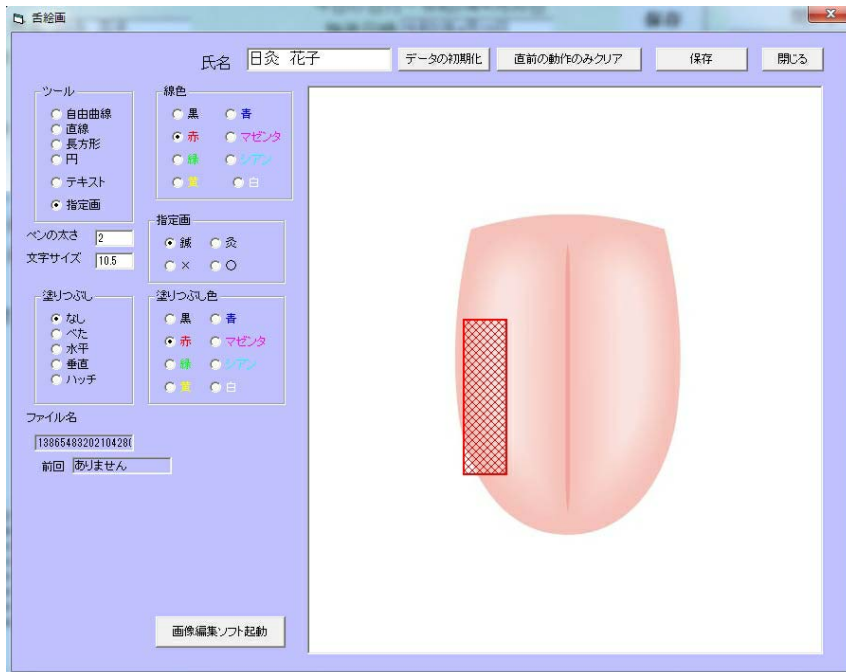 舌絵画
氏名 日灸 花子 データの初期化 直前の動作のみクリア 保存 閉じる
ツール
自由曲線
直線
長方形
円
テキスト
指定画
線色
黒 青
赤 マゼンタ
緑 シアン
黄 白
ペンの太さ 2
文字サイズ 10.5
指定画
鍼 灸
× ○
塗りつぶし
なし
べた
水平
垂直
ハッチ
塗りつぶし色
黒 青
赤 マゼンタ
緑 シアン
黄 白
ファイル名
1386548320210428(
前回 ありません
画像編集ソフト起動